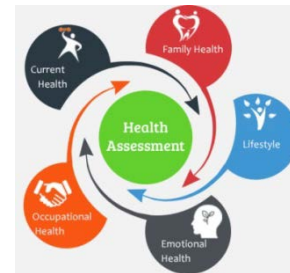 Current
Health
Family Health
Health
Assessment
Lifestyle
Occupational
Health
Emotional
Health